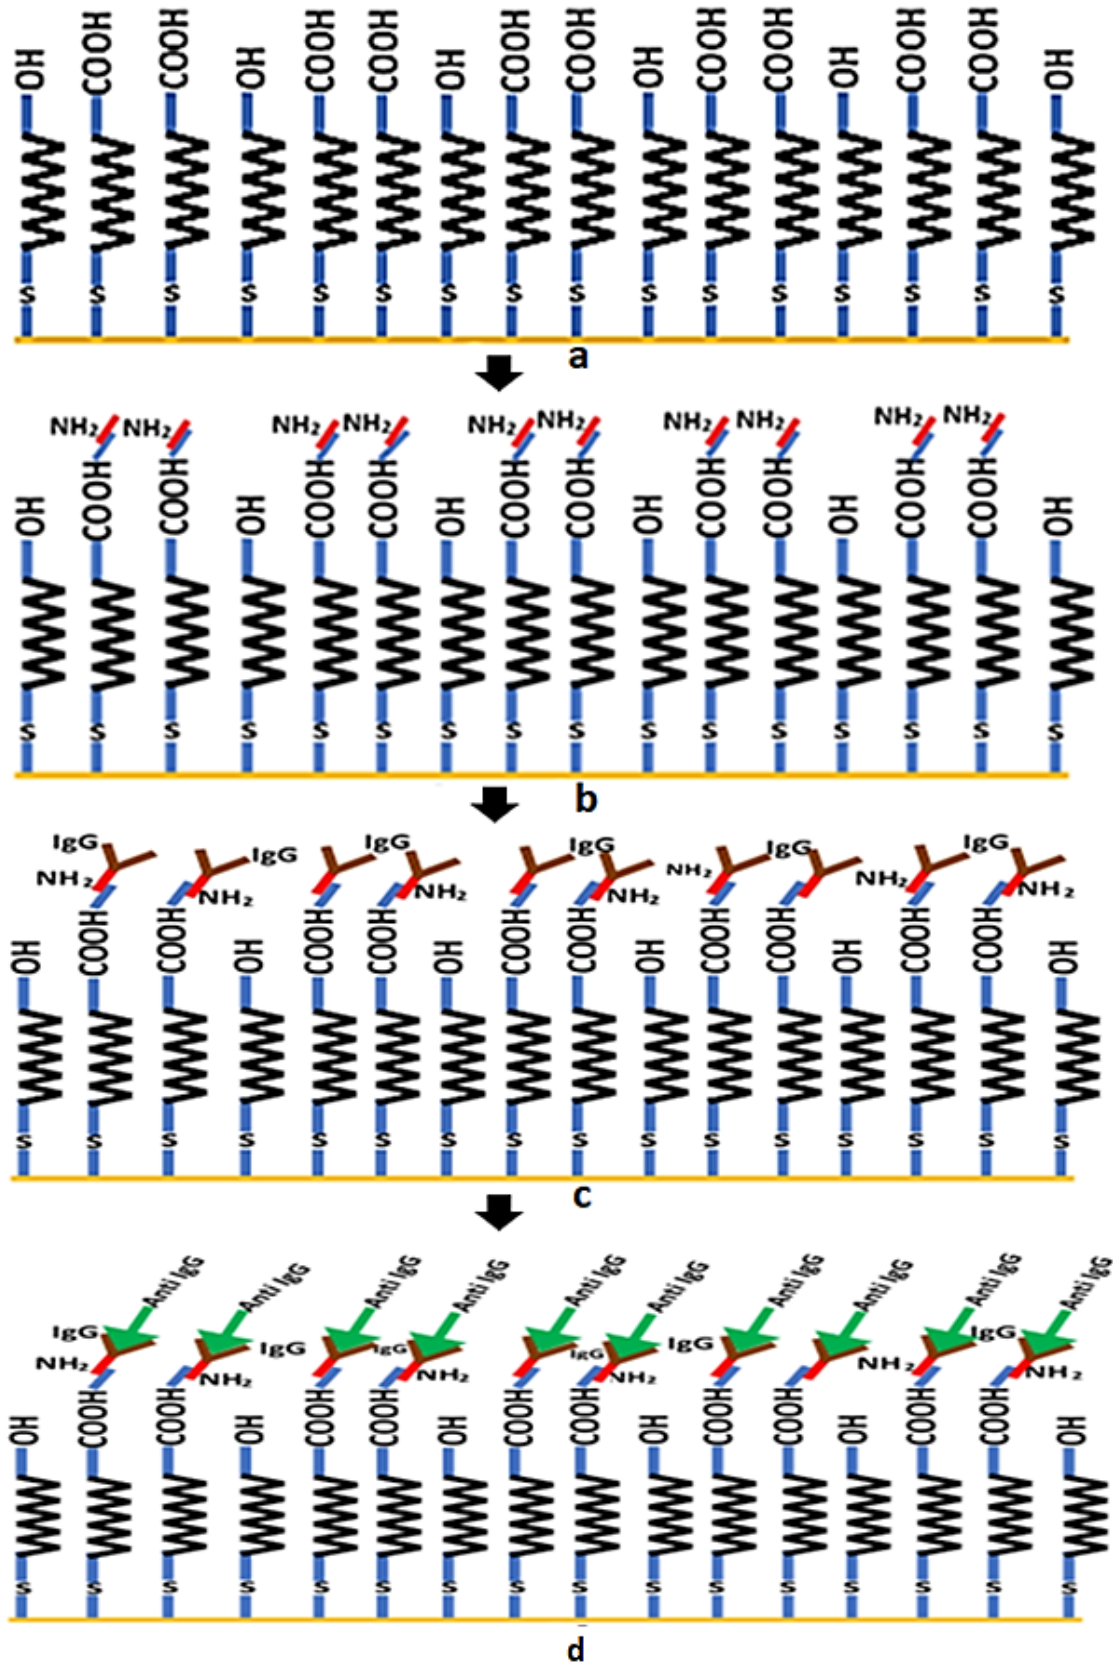 OH COOH COOH OH COOH COOH OH COOH COOH OH COOH COOH OH COOH COOH OH
S S S S S S S S S S S S S S S S
a
NH₂ NH₂ NH₂ NH₂ NH₂ NH₂ NH₂ NH₂ NH₂ NH₂
OH COOH COOH OH COOH COOH OH COOH COOH OH COOH COOH OH COOH COOH OH
S S S S S S S S S S S S S S S S
b
IgG IgG IgG IgG IgG IgG
NH₂ NH₂ NH₂ NH₂ NH₂ NH₂ NH₂
OH COOH COOH OH COOH COOH OH COOH COOH OH COOH COOH OH COOH COOH OH
S S S S S S S S S S S S S S S S
c
Anti IgG Anti IgG Anti IgG Anti IgG Anti IgG Anti IgG Anti IgG Anti IgG Anti IgG Anti IgG
IgG IgG IgG IgG IgG IgG
NH₂ NH₂ NH₂ NH₂ NH₂ NH₂
OH COOH COOH OH COOH COOH OH COOH COOH OH COOH COOH OH COOH COOH OH
S S S S S S S S S S S S S S S S
d